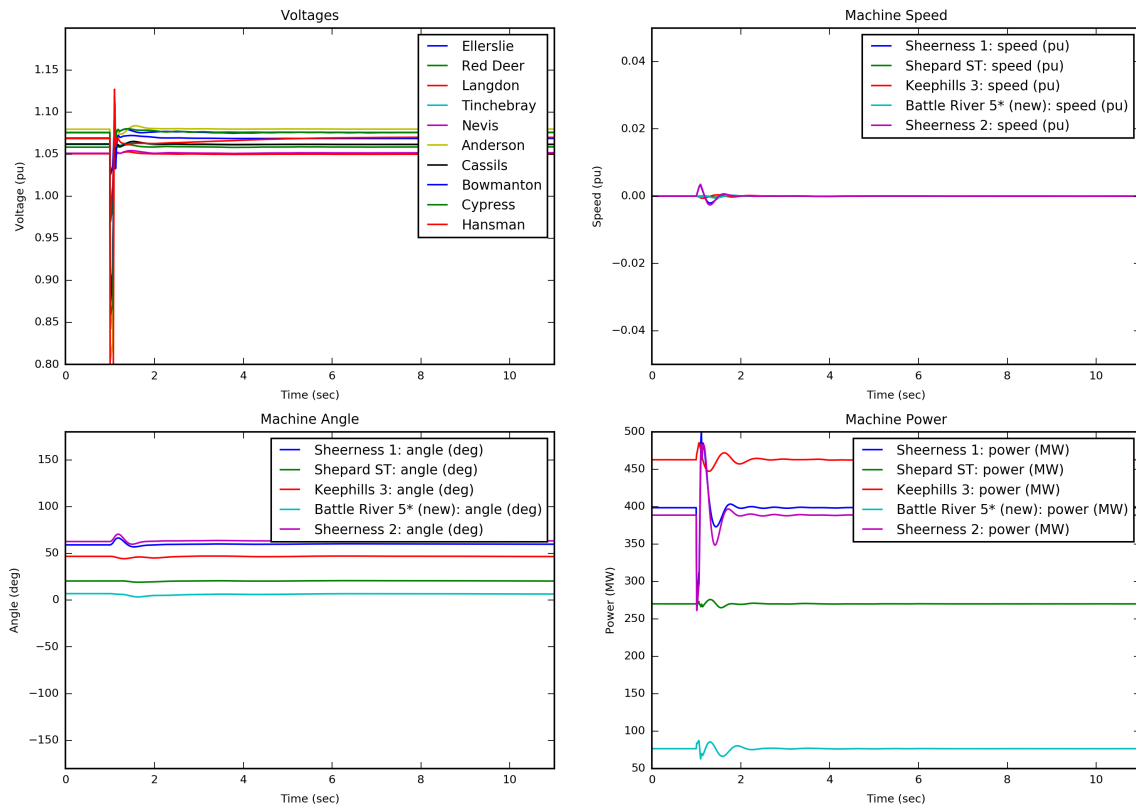 Voltages
1.15
1.10
1.05
1.00
0.95
0.90
0.85
0.80
Voltage (pu)
Ellerslie
Red Deer
Langdon
Tinchebray
Nevis
Anderson
Cassils
Bowmanton
Cypress
Hansman
0 2 4 6 8 10
Time (sec)
Machine Speed
0.04
0.02
0.00
−0.02
−0.04
Speed (pu)
Sheerness 1: speed (pu)
Shepard ST: speed (pu)
Keephills 3: speed (pu)
Battle River 5* (new): speed (pu)
Sheerness 2: speed (pu)
0 2 4 6 8 10
Time (sec)
Machine Angle
150
100
50
0
−50
−100
−150
Angle (deg)
Sheerness 1: angle (deg)
Shepard ST: angle (deg)
Keephills 3: angle (deg)
Battle River 5* (new): angle (deg)
Sheerness 2: angle (deg)
0 2 4 6 8 10
Time (sec)
Machine Power
500
450
400
350
300
250
200
150
100
50
Power (MW)
Sheerness 1: power (MW)
Shepard ST: power (MW)
Keephills 3: power (MW)
Battle River 5* (new): power (MW)
Sheerness 2: power (MW)
0 2 4 6 8 10
Time (sec)